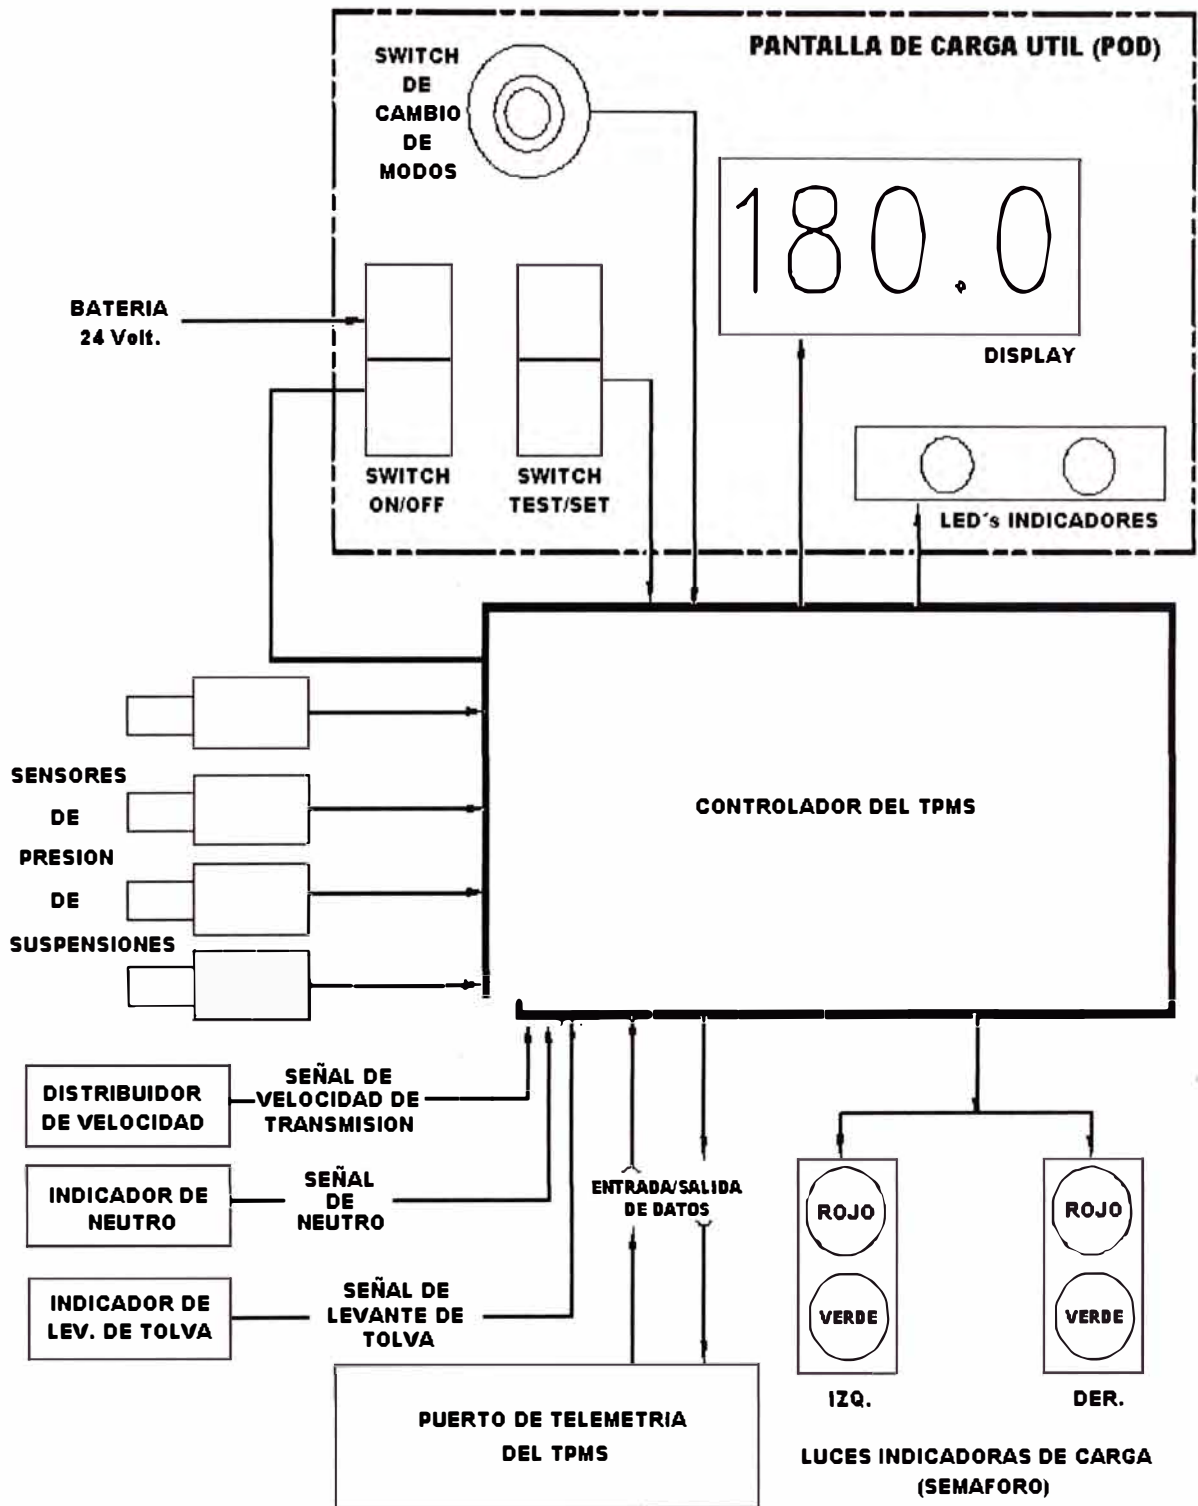 PANTALLA DE CARGA UTIL (POD)
SWITCH
DE
CAMBIO
DE
MODOS
180.0
DISPLAY
BATERIA
24 Volt.
SWITCH
ON/OFF
SWITCH
TEST/SET
LED´s INDICADORES
SENSORES
DE
PRESION
DE
SUSPENSIONES
CONTROLADOR DEL TPMS
DISTRIBUIDOR
DE VELOCIDAD
SEÑAL DE
VELOCIDAD DE
TRANSMISION
INDICADOR DE
NEUTRO
SEÑAL
DE
NEUTRO
INDICADOR DE
LEV. DE TOLVA
SEÑAL DE
LEVANTE DE
TOLVA
ENTRADA/SALIDA
DE DATOS
PUERTO DE TELEMETRIA
DEL TPMS
ROJO
VERDE
IZQ.
ROJO
VERDE
DER.
LUCES INDICADORAS DE CARGA
(SEMAFORO)